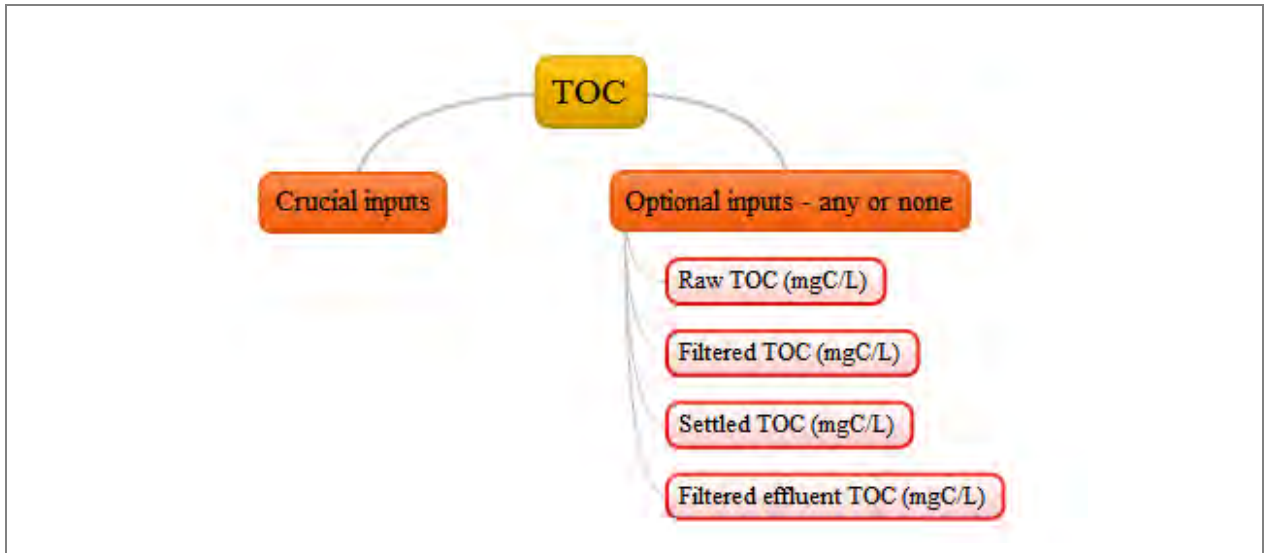 TOC
Crucial inputs
Optional inputs - any or none
Raw TOC (mgC/L)
Filtered TOC (mgC/L)
Settled TOC (mgC/L)
Filtered effluent TOC (mgC/L)